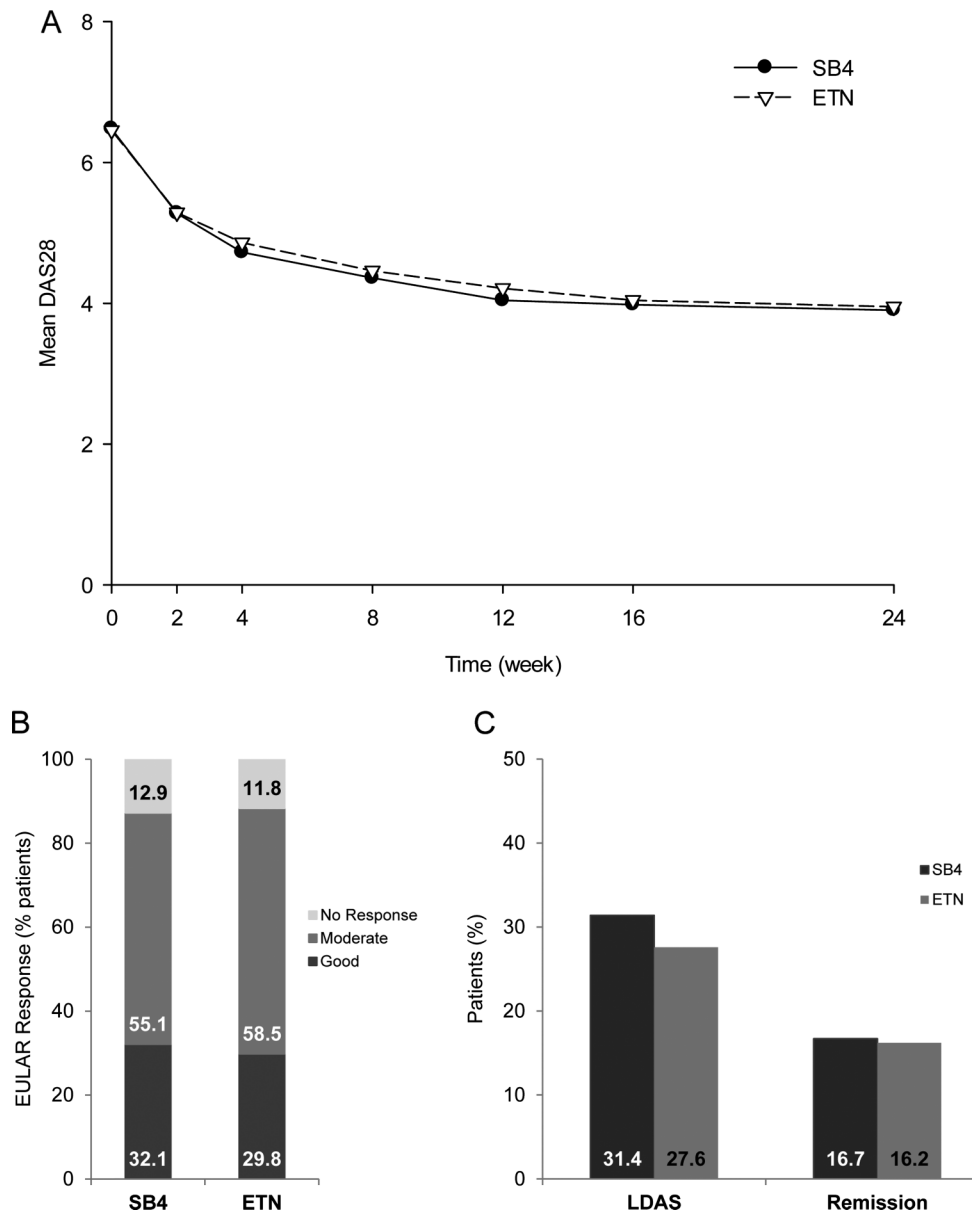 A
8
6
4
2
0
Mean DAS28
SB4
ETN
0 2 4 8 12 16 24
Time (week)
B
100
80
60
40
20
0
EULAR Response (% patients)
12.9 11.8
55.1 58.5
32.1 29.8
SB4 ETN
No Response
Moderate
Good
C
50
40
30
20
10
0
Patients (%)
SB4
ETN
31.4 27.6 16.7 16.2
LDAS Remission